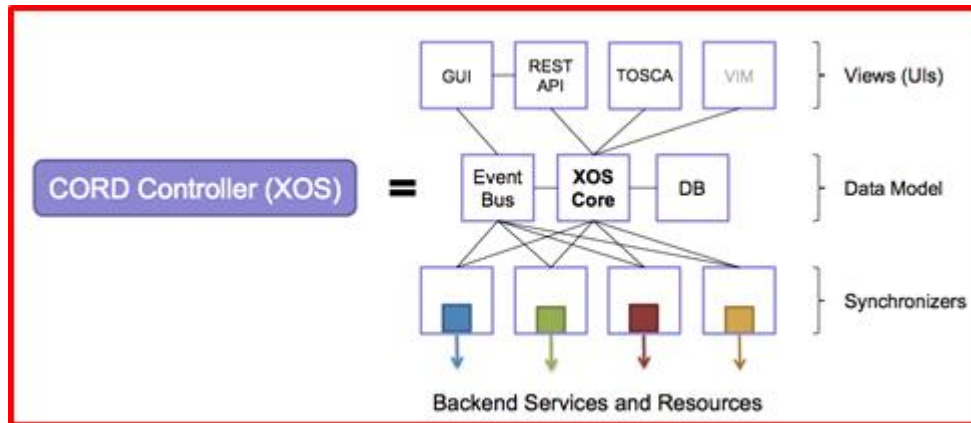 GUI
REST
API
TOSCA
VIM
Views (UIs)
CORD Controller (XOS)
=
Event
Bus
XOS
Core
DB
Data Model
Synchronizers
Backend Services and Resources